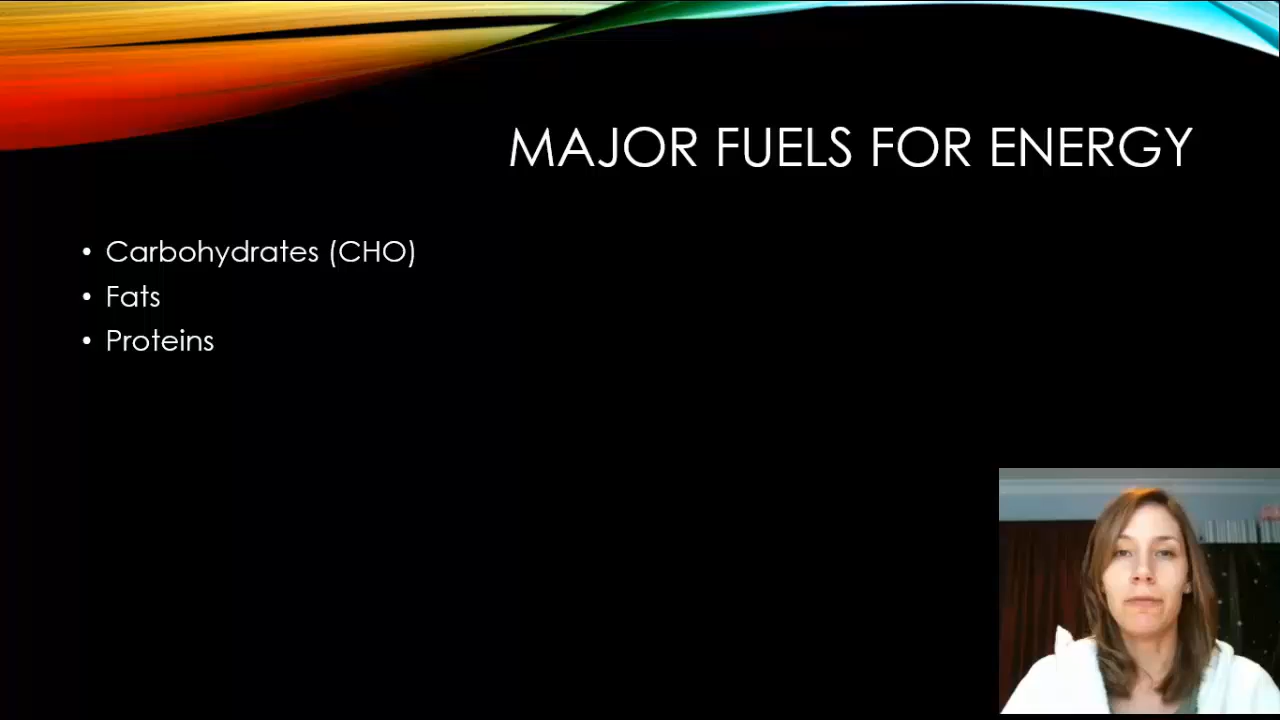 MAJOR FUELS FOR ENERGY
• Carbohydrates (CHO)
• Fats
• Proteins